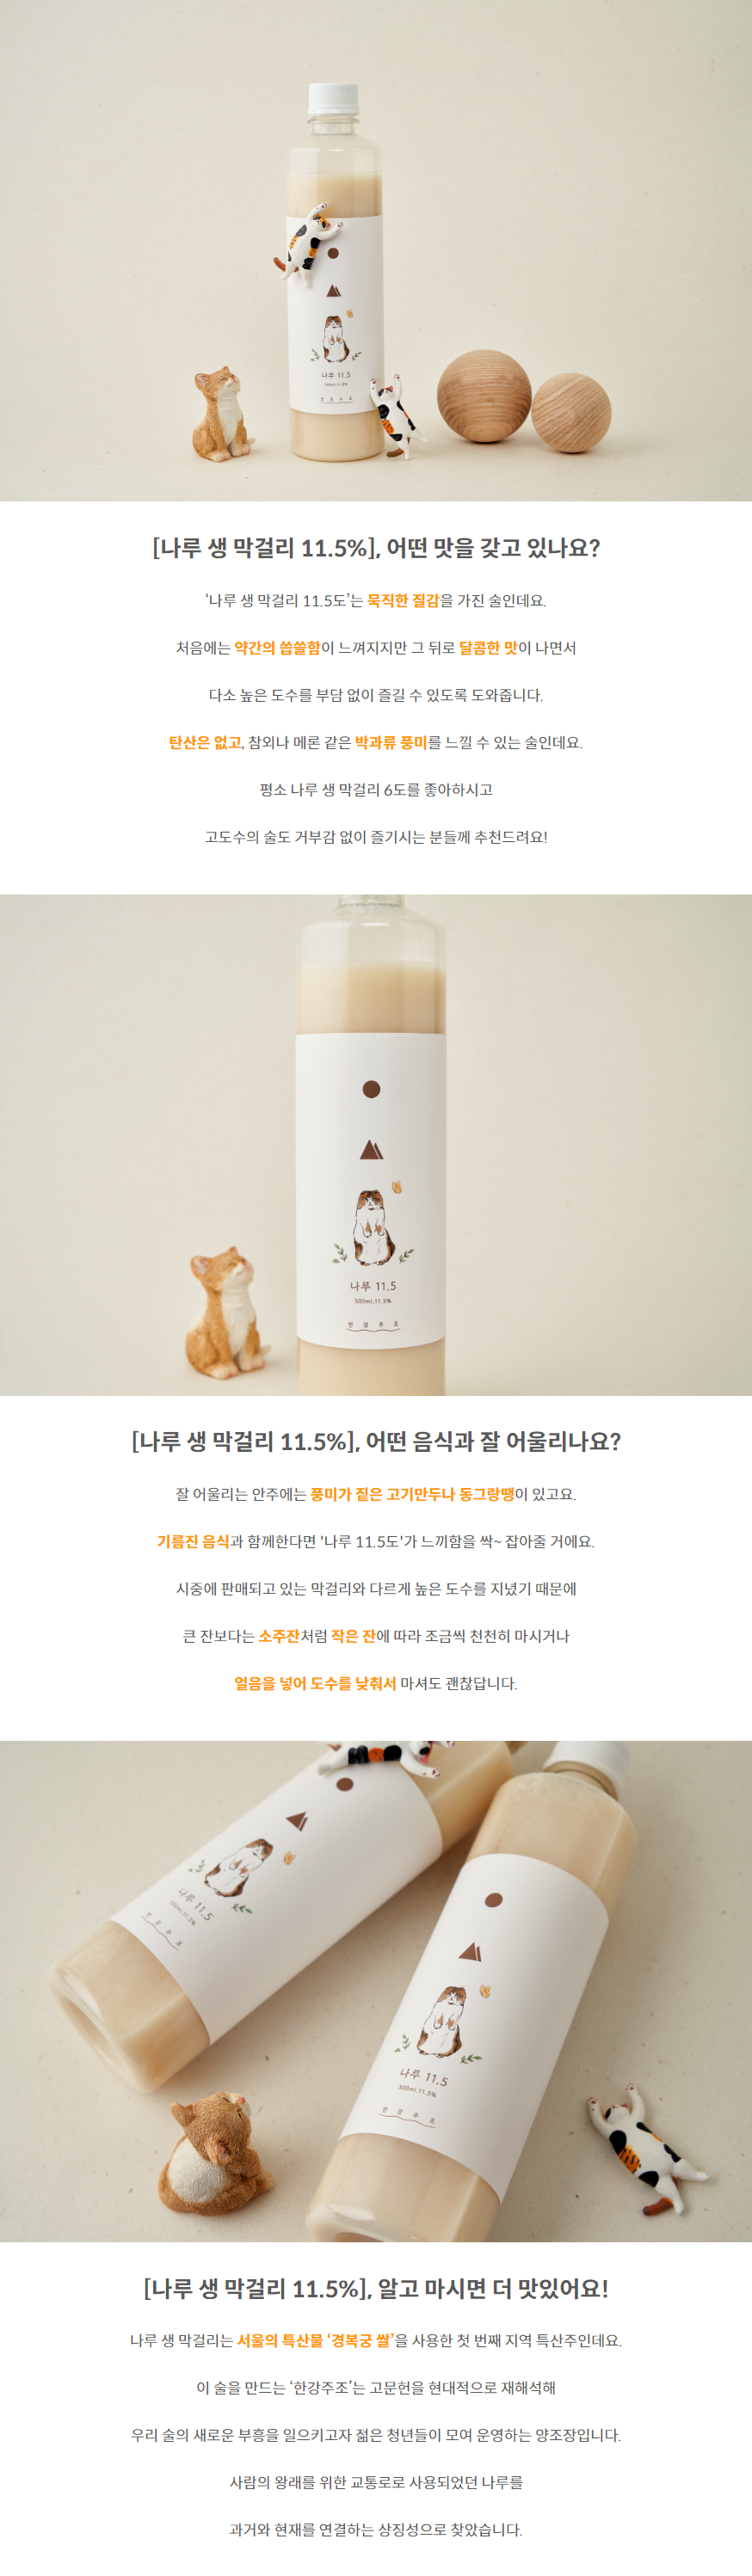 나루 11.5
500ml.11.5%
한강주조
[나루 생 막걸리 11.5%], 어떤 맛을 갖고 있나요?
‘나루 생 막걸리 11.5도’는 묵직한 질감을 가진 술인데요.
처음에는 약간의 씁쓸함이 느껴지지만 그 뒤로 달콤한 맛이 나면서
다소 높은 도수를 부담 없이 즐길 수 있도록 도와줍니다.
탄산은 없고, 참외나 메론 같은 박과류 풍미를 느낄 수 있는 술인데요.
평소 나루 생 막걸리 6도를 좋아하시고
고도수의 술도 거부감 없이 즐기시는 분들께 추천드려요!
나루 11.5
500ml.11.5%
한강주조
[나루 생 막걸리 11.5%], 어떤 음식과 잘 어울리나요?
잘 어울리는 안주에는 풍미가 짙은 고기만두나 동그랑땡이 있고요.
기름진 음식과 함께한다면 '나루 11.5도'가 느끼함을 싹~ 잡아줄 거에요.
시중에 판매되고 있는 막걸리와 다르게 높은 도수를 지녔기 때문에
큰 잔보다는 소주잔처럼 작은 잔에 따라 조금씩 천천히 마시거나
얼음을 넣어 도수를 낮춰서 마셔도 괜찮답니다.
나루 11.5
500ml.11.5%
한강주조
나루 11.5
500ml.11.5%
한강주조
[나루 생 막걸리 11.5%], 알고 마시면 더 맛있어요!
나루 생 막걸리는 서울의 특산물 ‘경복궁 쌀’을 사용한 첫 번째 지역 특산주인데요.
이 술을 만드는 ‘한강주조’는 고문헌을 현대적으로 재해석해
우리 술의 새로운 부흥을 일으키고자 젊은 청년들이 모여 운영하는 양조장입니다.
사람의 왕래를 위한 교통로로 사용되었던 나루를
과거와 현재를 연결하는 상징성으로 찾았습니다.